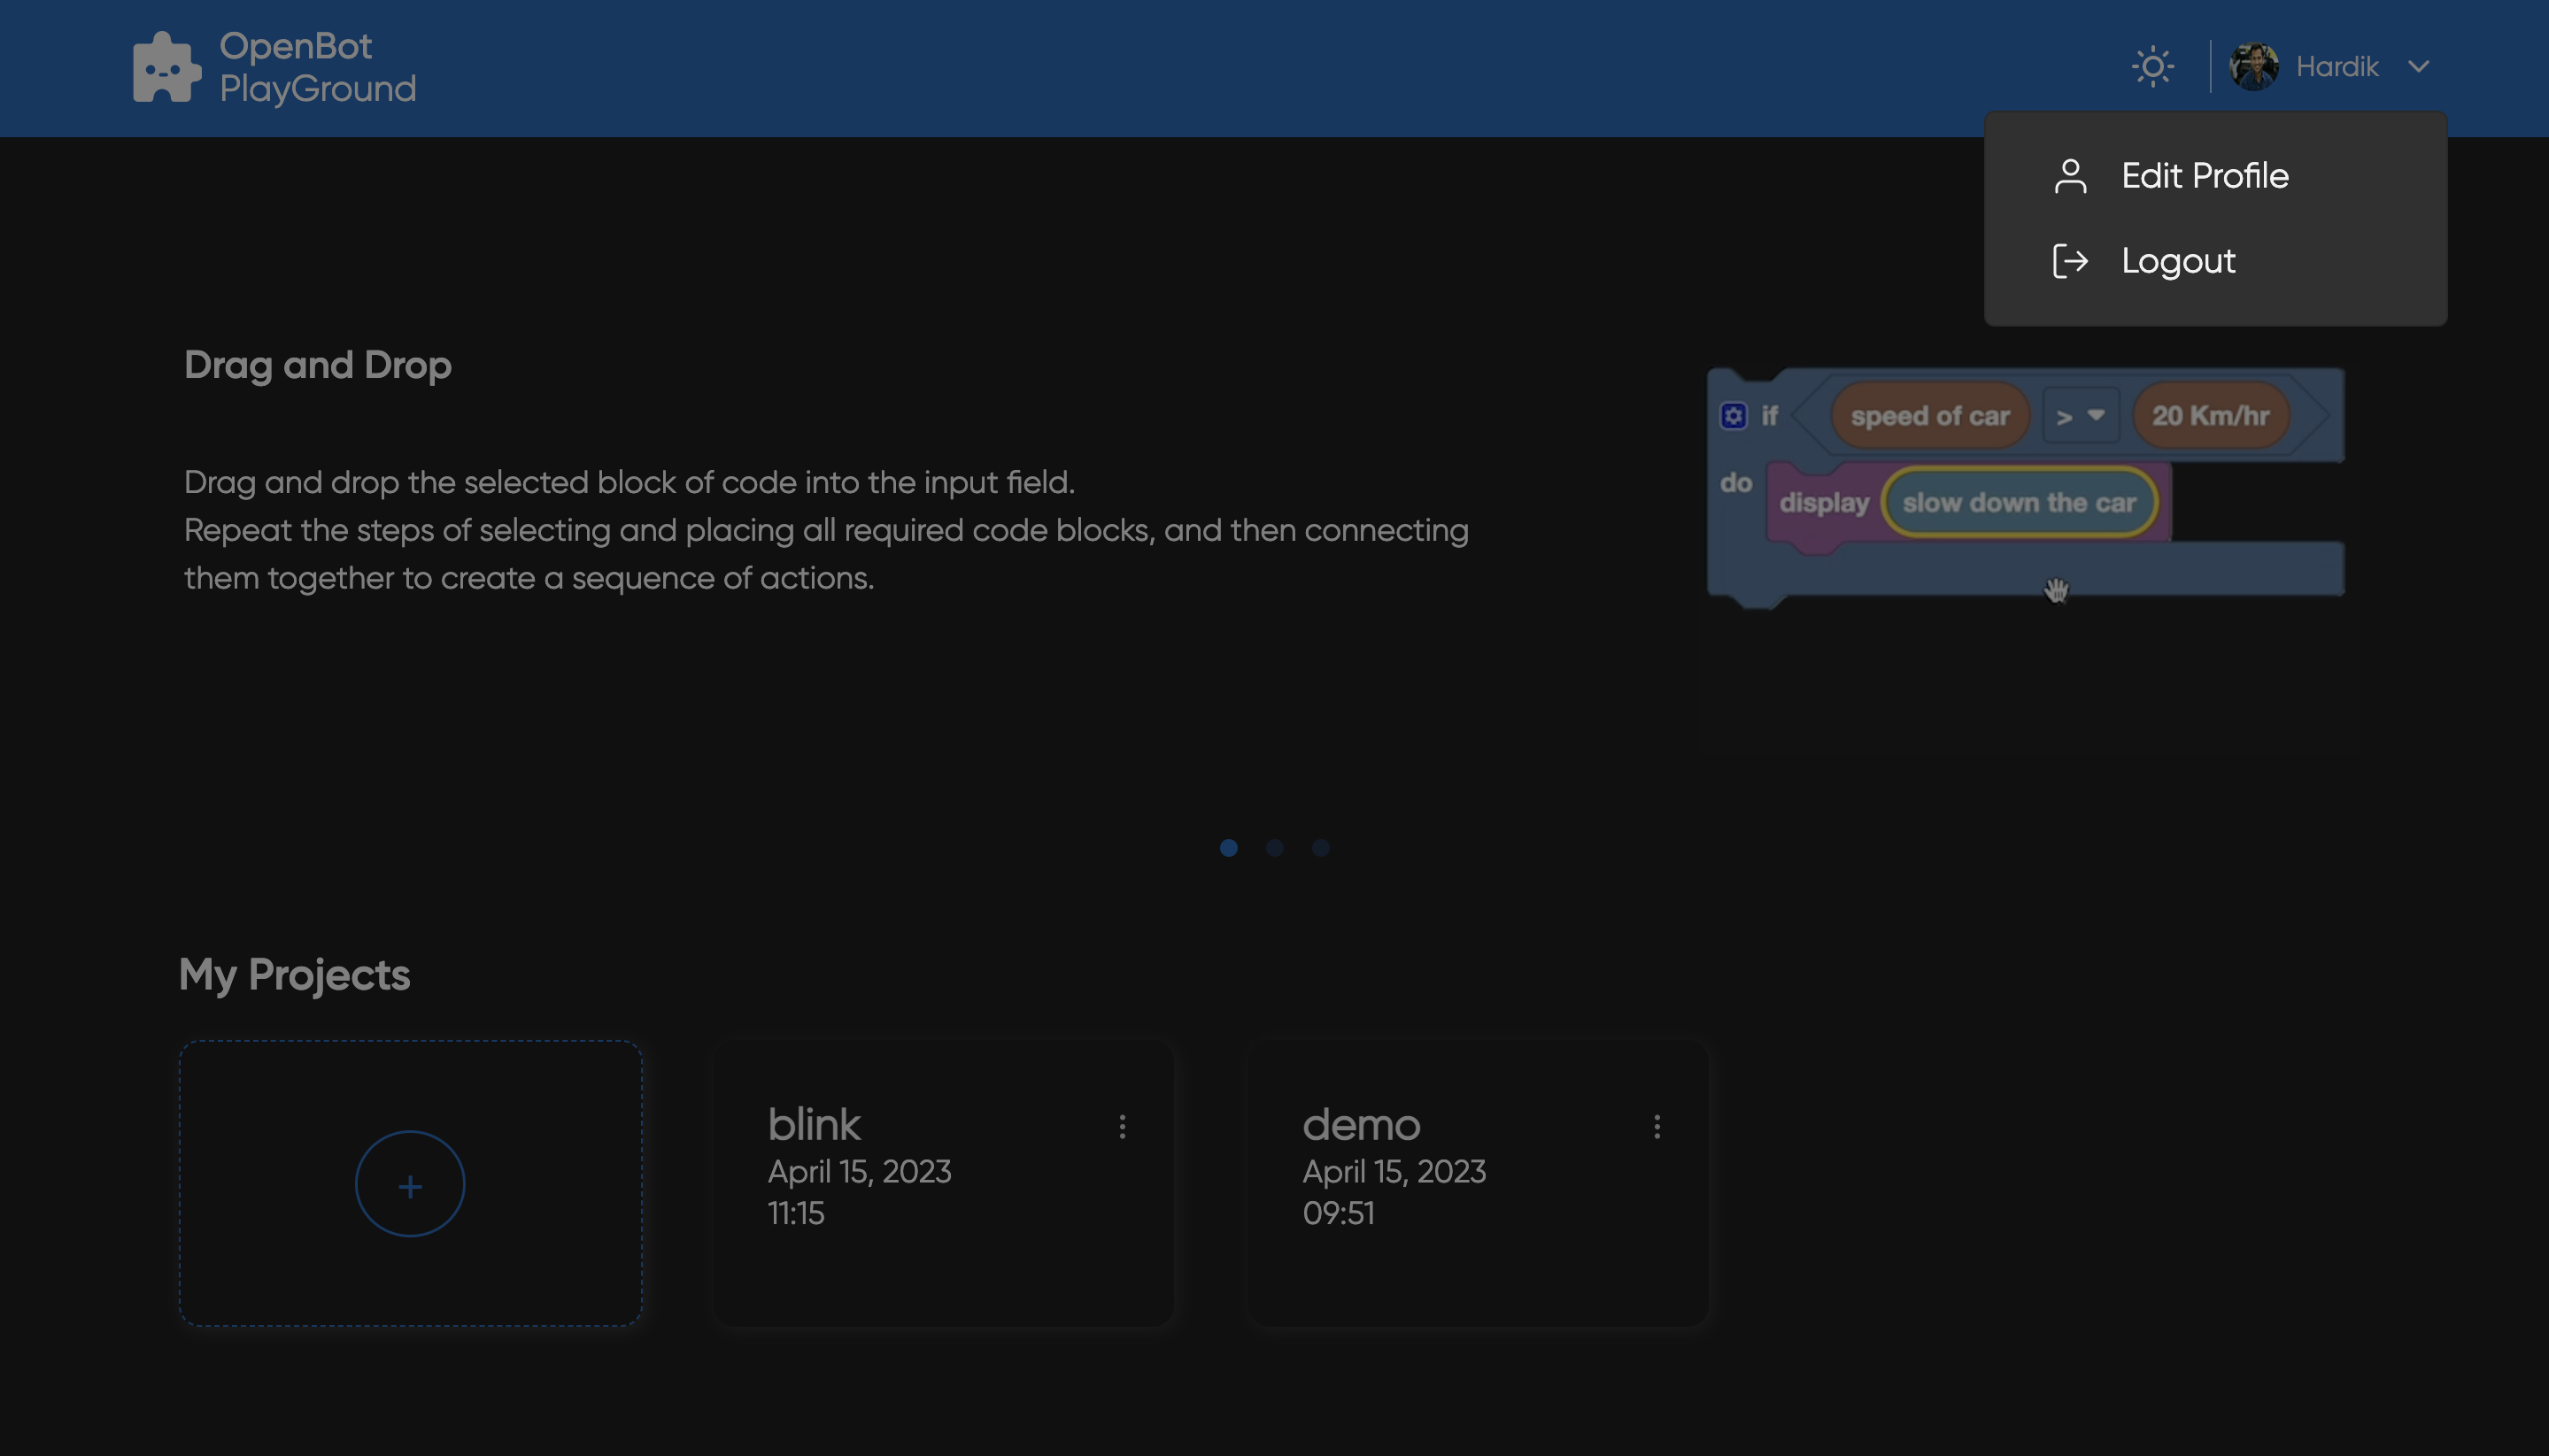 OpenBot
PlayGround
Hardik
Edit Profile
Logout
Drag and Drop
Drag and drop the selected block of code into the input field.
Repeat the steps of selecting and placing all required code blocks, and then connecting
them together to create a sequence of actions.
if speed of car > 20 Km/hr
do display slow down the car
My Projects
+
blink
April 15, 2023
11:15
demo
April 15, 2023
09:51